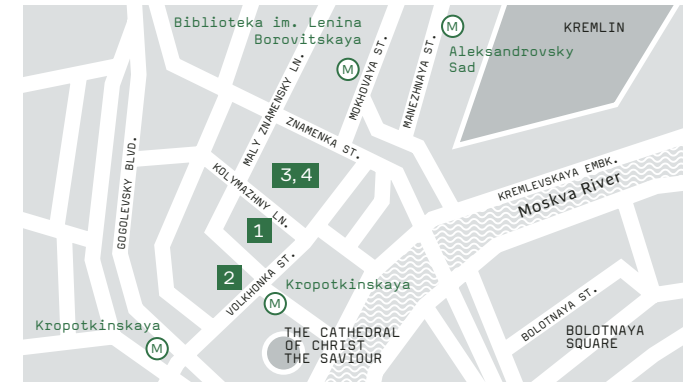 Biblioteka im. Lenina
Borovitskaya
M
M
Aleksandrovsky
Sad
KREMLIN
MALY ZNAMENSKY LN.
MOKHOVAYA ST.
MANEZHNAYA ST.
ZNAMENKA ST.
GOGOLEVSKY BLVD.
KOLYMAZHNY LN.
3, 4
KREMLEVSKAYA EMBK.
Moskva River
1
2
VOLKHONKA ST.
Kropotkinskaya
M
Kropotkinskaya
M
THE CATHEDRAL
OF CHRIST
THE SAVIOUR
BOLOTNAYA ST.
BOLOTNAYA
SQUARE